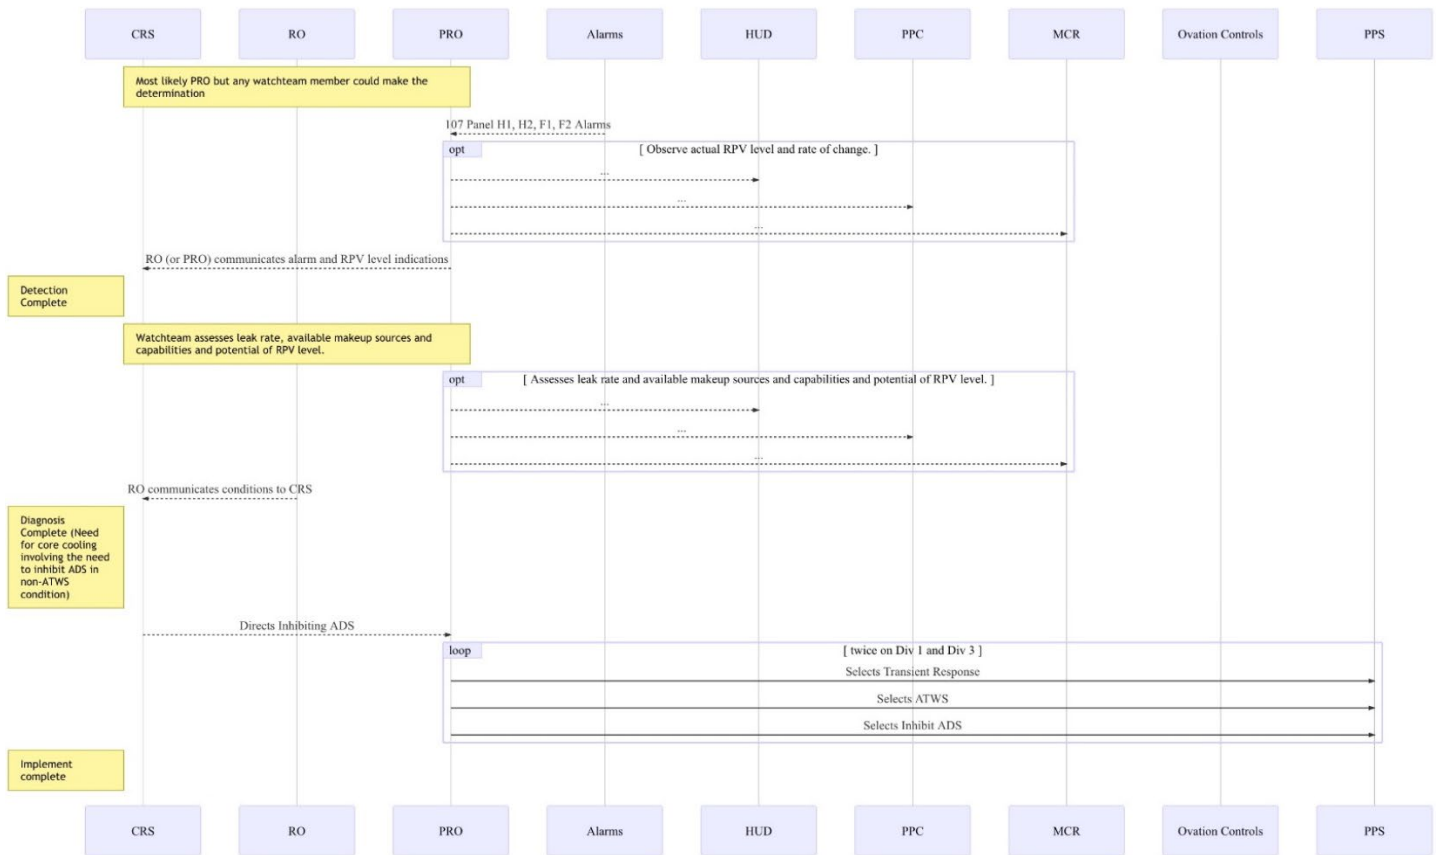 CRS RO PRO Alarms HUD PPC MCR Ovation Controls PPS
Most likely PRO but any watchteam member could make the
determination
107 Panel H1, H2, F1, F2 Alarms
opt [ Observe actual RPV level and rate of change. ]
...
...
...
RO (or PRO) communicates alarm and RPV level indications
Detection
Complete
Watchteam assesses leak rate, available makeup sources and
capabilities and potential of RPV level.
opt [ Assesses leak rate and available makeup sources and capabilities and potential of RPV level. ]
...
...
...
RO communicates conditions to CRS
Diagnosis
Complete (Need
for core cooling
involving the need
to inhibit ADS in
non-ATWS
condition)
Directs Inhibiting ADS
loop [ twice on Div 1 and Div 3 ]
Selects Transient Response
Selects ATWS
Selects Inhibit ADS
Implement
complete
CRS RO PRO Alarms HUD PPC MCR Ovation Controls PPS